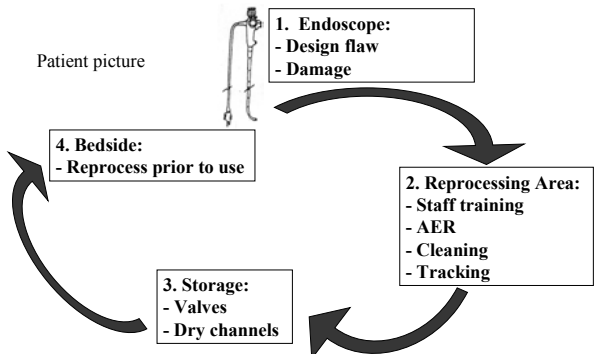 Patient picture
1.  Endoscope:
- Design flaw
- Damage
2. Reprocessing Area:
- Staff training
- AER
- Cleaning
- Tracking
3. Storage:
- Valves
- Dry channels
4. Bedside:
- Reprocess prior to use